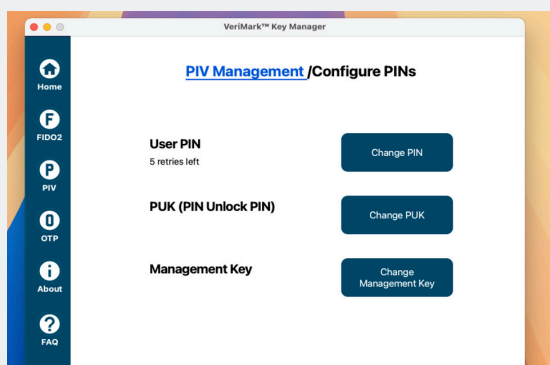 VeriMark™ Key Manager
Home
FIDO2
PIV
OTP
About
FAQ
PIV Management /Configure PINs
User PIN
5 retries left
Change PIN
PUK (PIN Unlock PIN)
Change PUK
Management Key
Change
Management Key